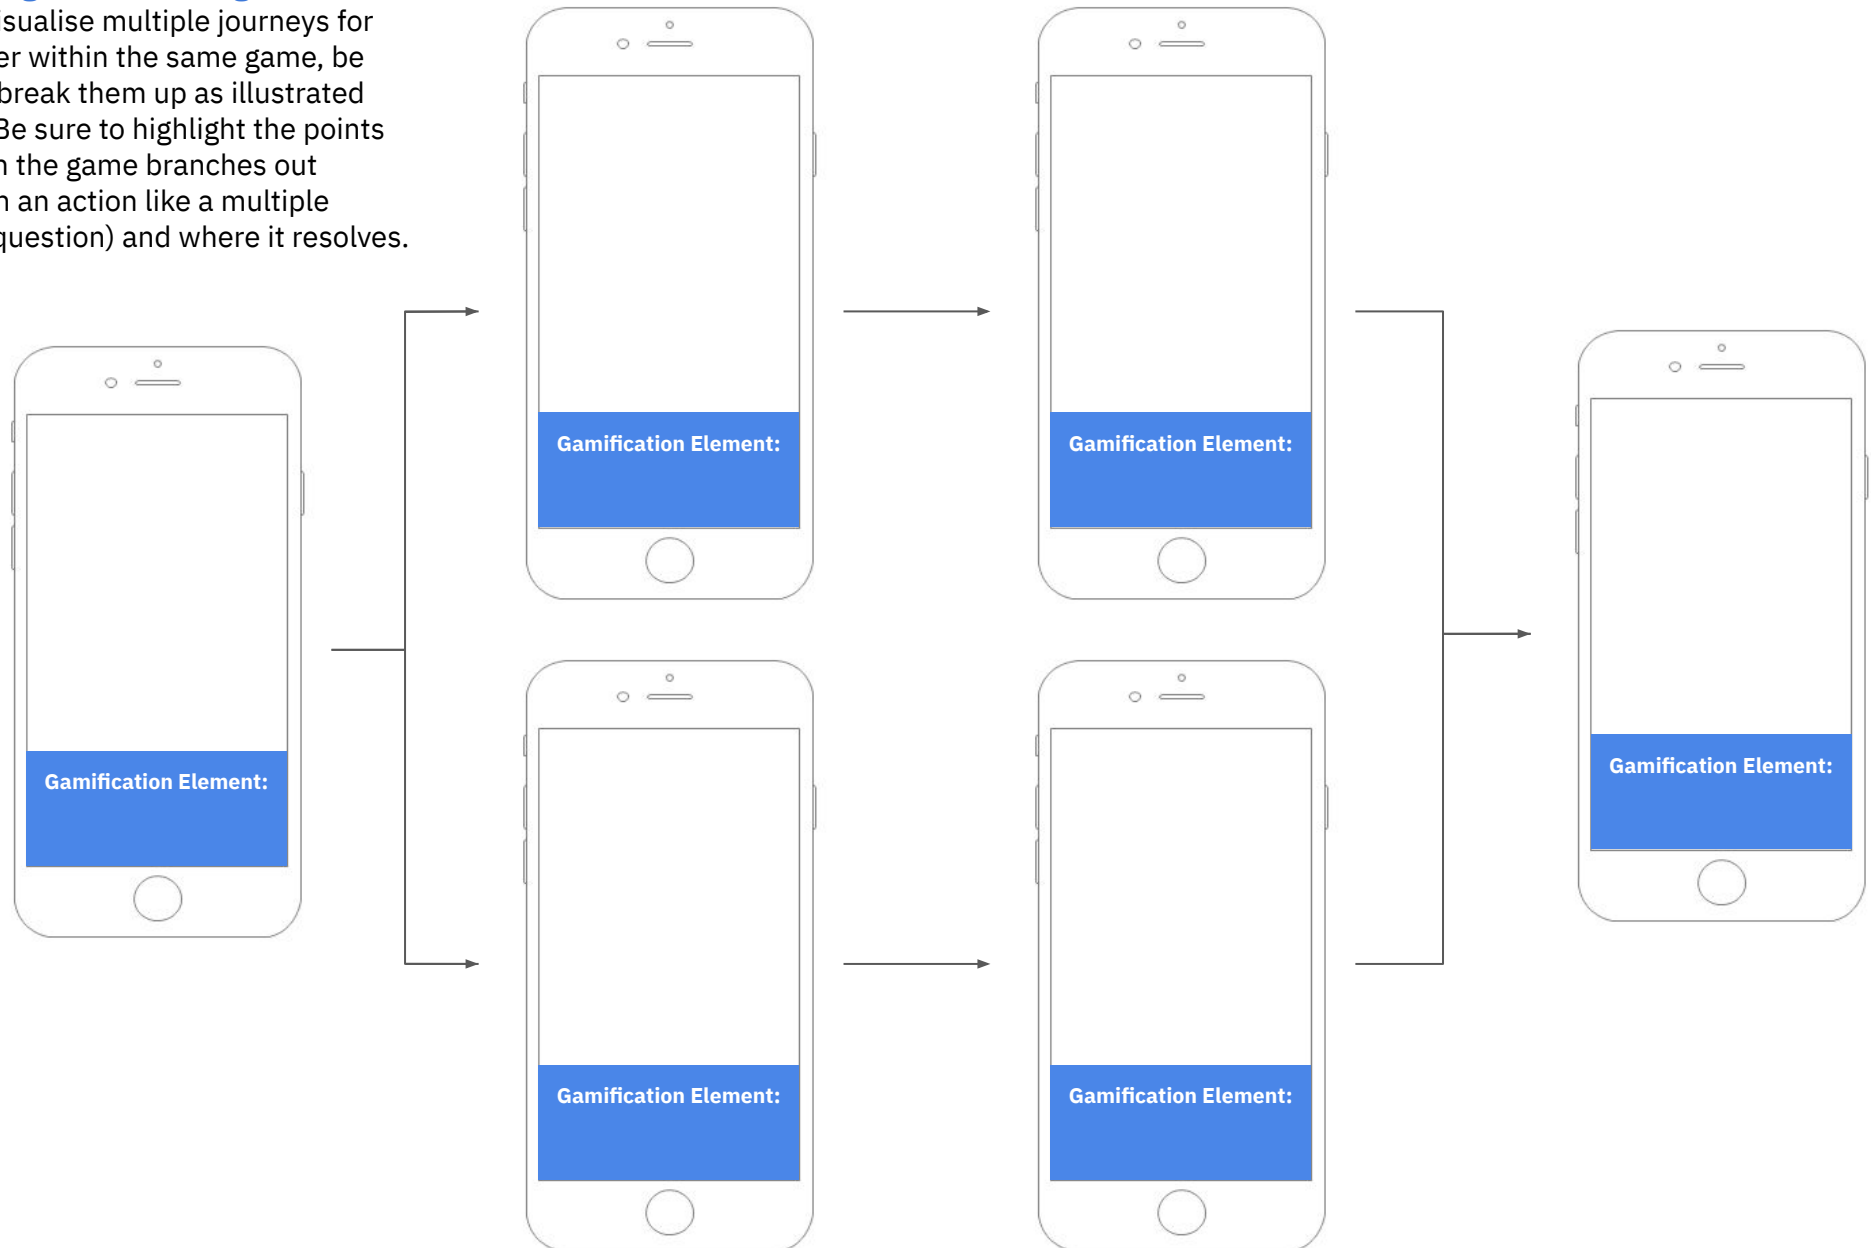 isualise multiple journeys for
er within the same game, be
break them up as illustrated
Be sure to highlight the points
n the game branches out
n an action like a multiple
question) and where it resolves.
Gamification Element:
Gamification Element:
Gamification Element:
Gamification Element:
Gamification Element:
Gamification Element: